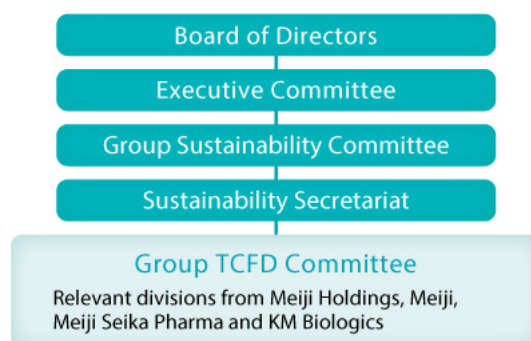 Board of Directors
Executive Committee
Group Sustainability Committee
Sustainability Secretariat
Group TCFD Committee
Relevant divisions from Meiji Holdings, Meiji,
Meiji Seika Pharma and KM Biologics